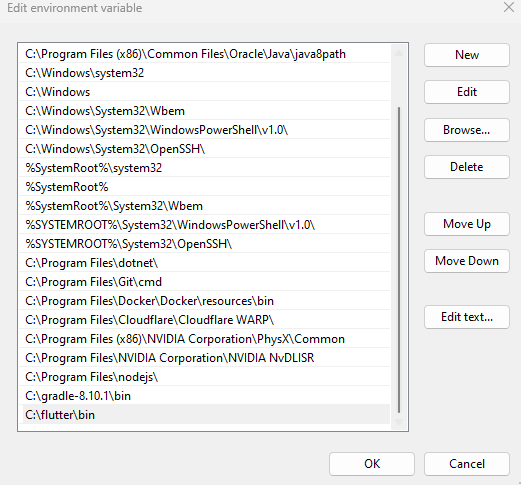 Edit environment variable
C:\Program Files (x86)\Common Files\Oracle\Java\java8path
C:\Windows\system32
C:\Windows
C:\Windows\System32\Wbem
C:\Windows\System32\WindowsPowerShell\v1.0\
C:\Windows\System32\OpenSSH\
%SystemRoot%\system32
%SystemRoot%
%SystemRoot%\System32\Wbem
%SYSTEMROOT%\System32\WindowsPowerShell\v1.0\
%SYSTEMROOT%\System32\OpenSSH\
C:\Program Files\dotnet\
C:\Program Files\Git\cmd
C:\Program Files\Docker\Docker\resources\bin
C:\Program Files\Cloudflare\Cloudflare WARP\
C:\Program Files (x86)\NVIDIA Corporation\PhysX\Common
C:\Program Files\NVIDIA Corporation\NVIDIA NvDLISR
C:\Program Files\nodejs\
C:\gradle-8.10.1\bin
C:\flutter\bin
New
Edit
Browse...
Delete
Move Up
Move Down
Edit text...
OK
Cancel